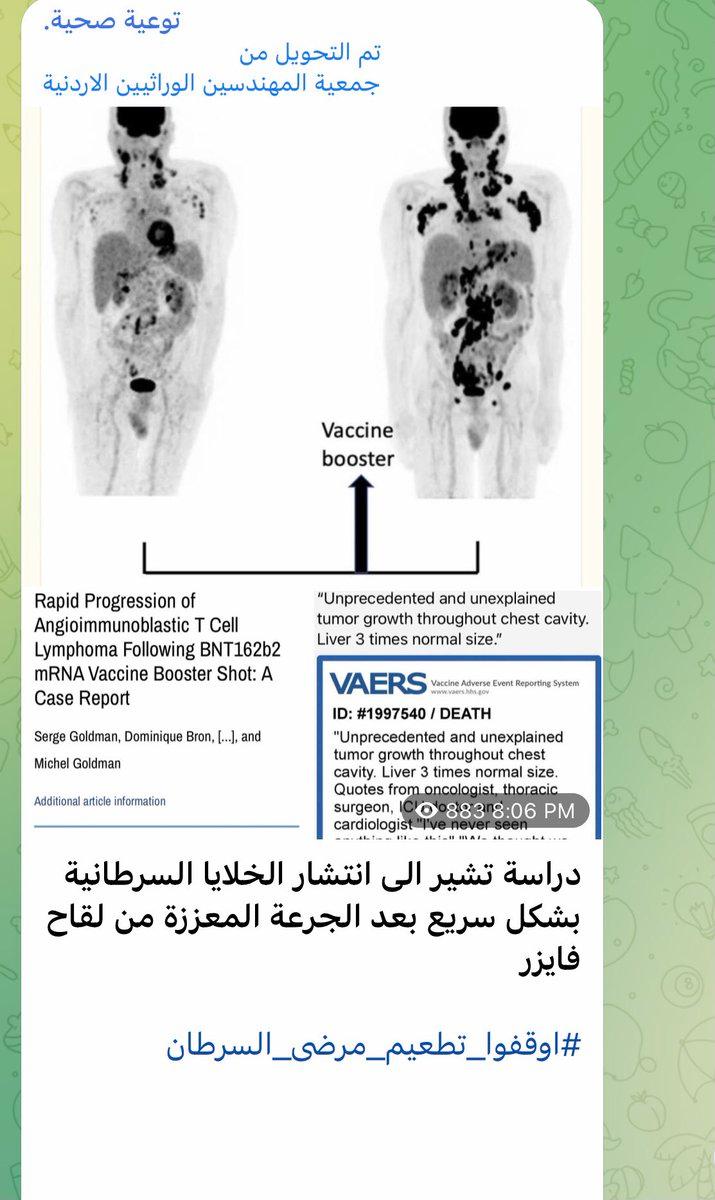 توعية صحية.
تم التحويل من
جمعية المهندسين الوراثيين الاردنية
Vaccine
booster
Rapid Progression of
Angioimmunoblastic T Cell
Lymphoma Following BNT162b2
mRNA Vaccine Booster Shot: A
Case Report
Serge Goldman, Dominique Bron, [...], and
Michel Goldman
Additional article information
“Unprecedented and unexplained
tumor growth throughout chest cavity.
Liver 3 times normal size.”
VAERS Vaccine Adverse Event Reporting System
www.vaers.hhs.gov
ID: #1997540 / DEATH
"Unprecedented and unexplained
tumor growth throughout chest
cavity. Liver 3 times normal size.
Quotes from oncologist, thoracic
surgeon, and
cardiologist "I've never seen
883 8:06 PM
دراسة تشير الى انتشار الخلايا السرطانية
بشكل سريع بعد الجرعة المعززة من لقاح
فايزر
#اوقفوا_تطعيم_مرضى_السرطان